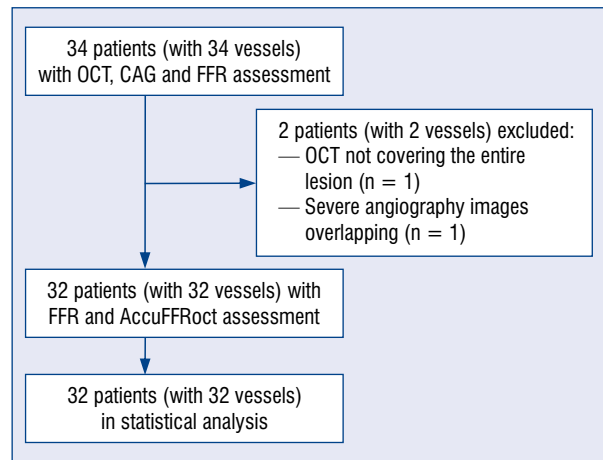 34 patients (with 34 vessels)
with OCT, CAG and FFR assessment
2 patients (with 2 vessels) excluded:
— OCT not covering the entire
lesion (n = 1)
— Severe angiography images
overlapping (n = 1)
32 patients (with 32 vessels) with
FFR and AccuFFRoct assessment
32 patients (with 32 vessels)
in statistical analysis